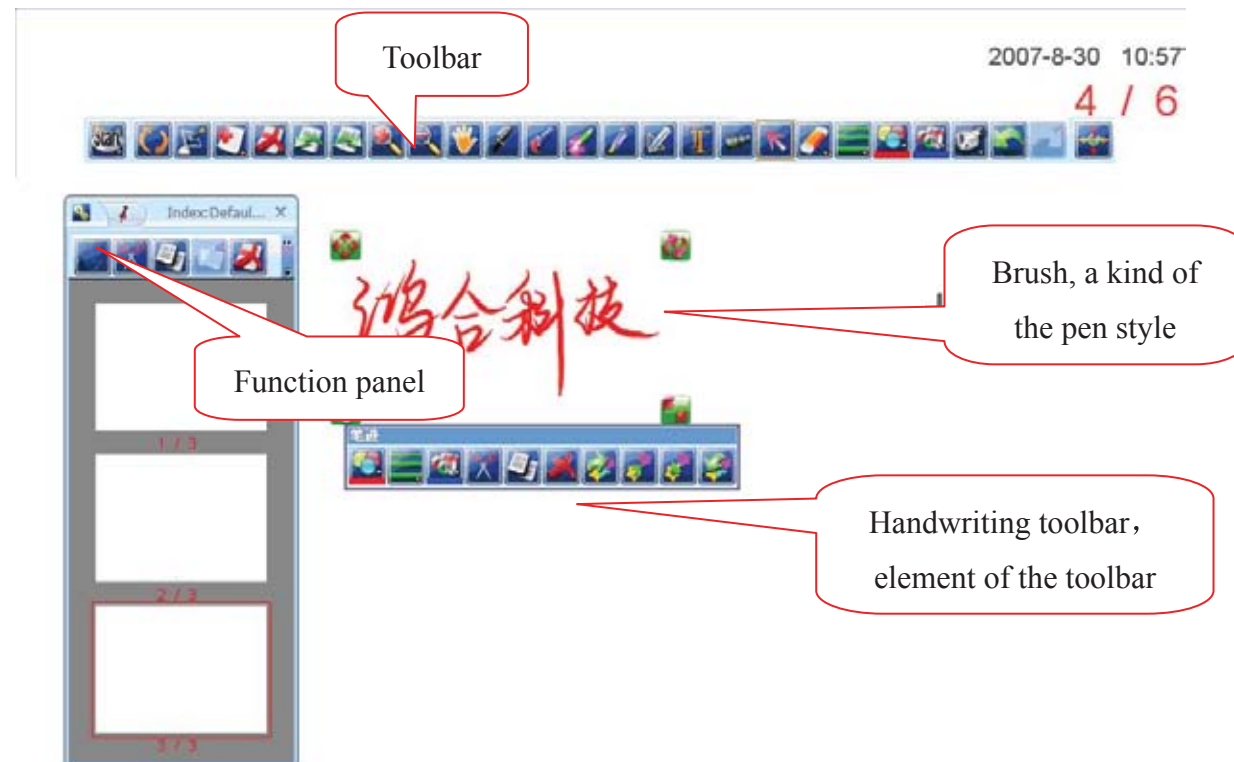 Toolbar
2007-8-30 10:57
4 / 6
Start
Index:Defaul...
鸿合科技
Brush, a kind of
the pen style
Function panel
1 / 3
笔迹
Handwriting toolbar，
element of the toolbar
2 / 3
3 / 3